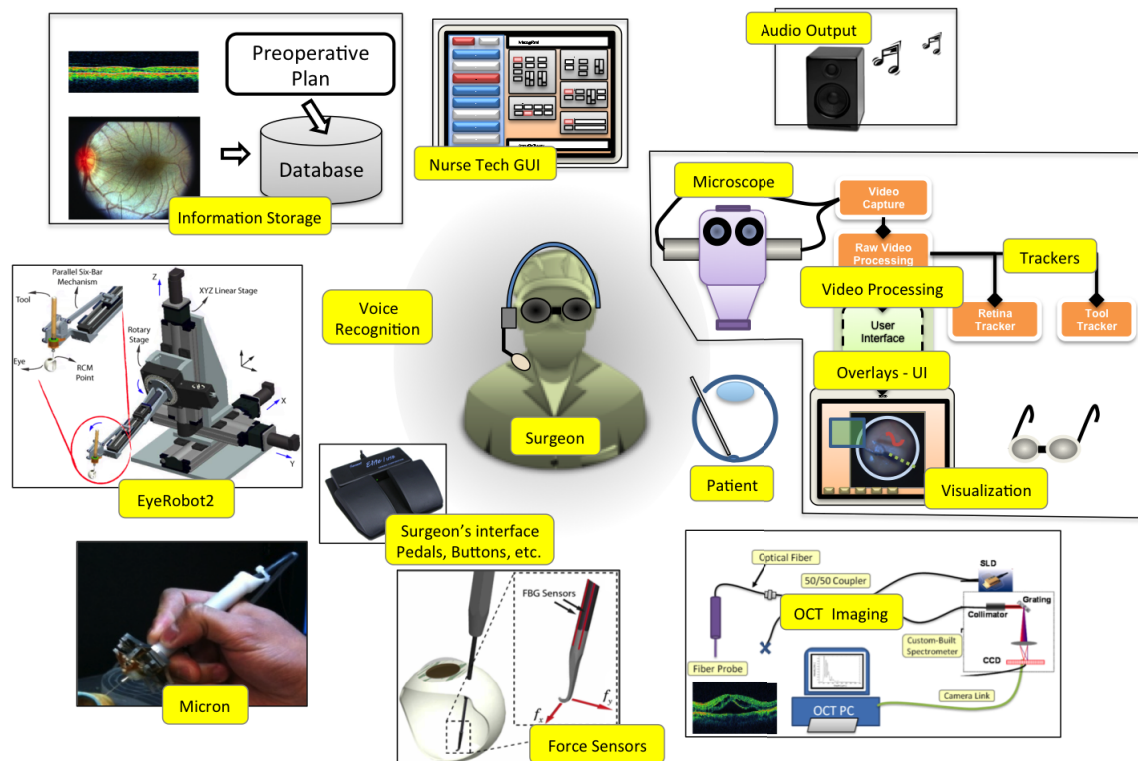 Preoperative
Plan
Database
Information Storage
Nurse Tech GUI
Audio Output
Microscope
Video
Capture
Raw Video
Processing
Trackers
Video Processing
User
Interface
Retina
Tracker
Tool
Tracker
Overlays - UI
Visualization
Parallel Six-Bar
Mechanism
Tool
Eye
RCM
Point
Z
XYZ Linear Stage
Rotary
Stage
X
Y
EyeRobot2
Voice
Recognition
Surgeon
Patient
Surgeon's interface
Pedals, Buttons, etc.
Micron
FBG Sensors
fx
fy
Force Sensors
Optical Fiber
50/50 Coupler
SLD
OCT Imaging
Grating
Collimator
Custom-Built
Spectrometer
CCD
Fiber Probe
Camera Link
OCT PC